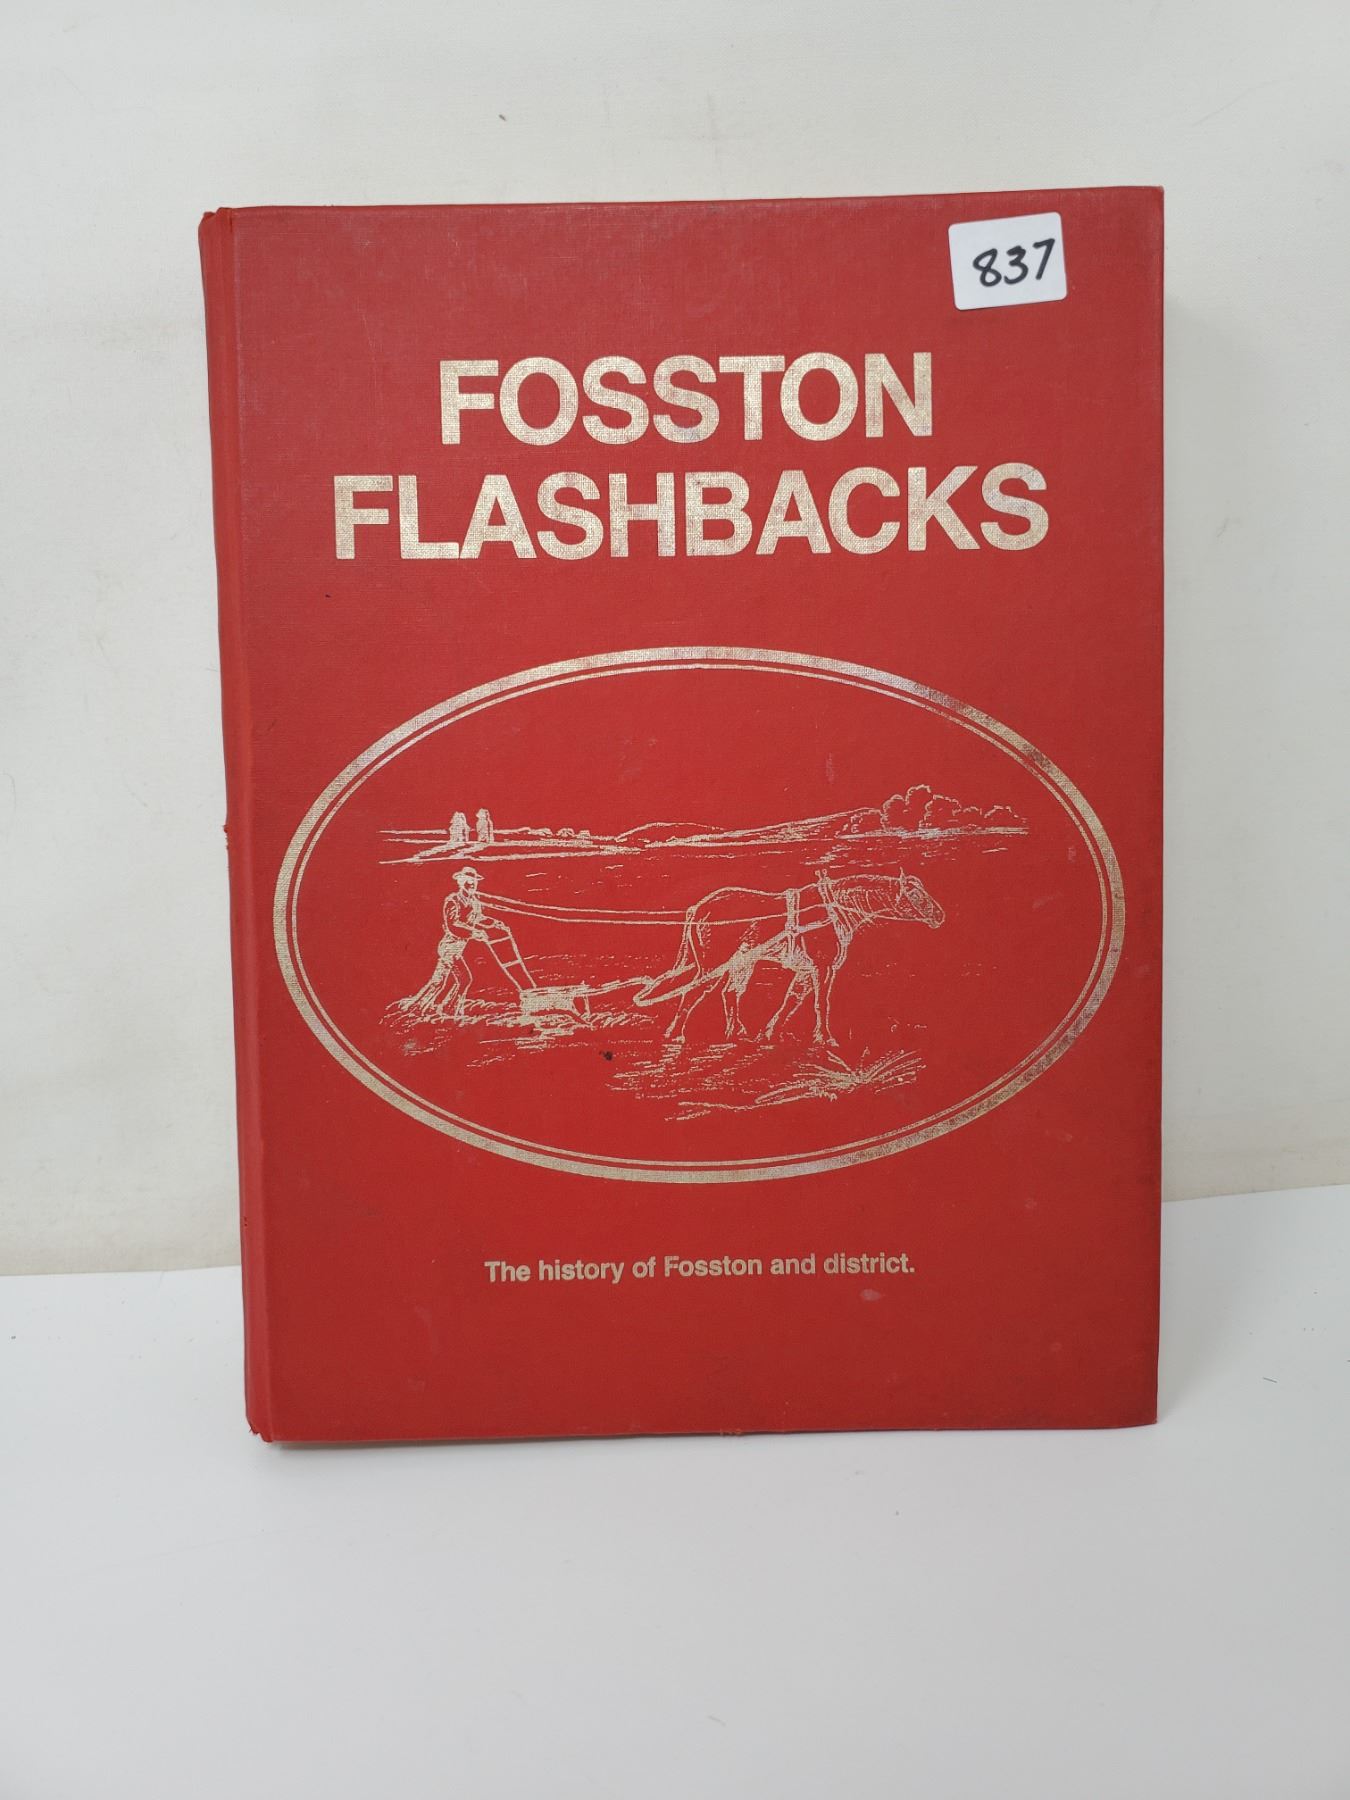 837
FOSSTON
FLASHBACKS
The history of Fosston and district.